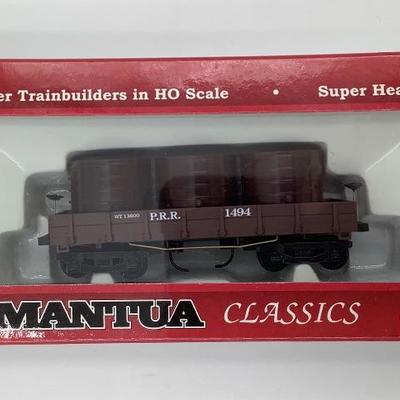 er Trainbuilders in HO Scale • Super Hea
WT 13600 P.R.R. 1494
MANTUA CLASSICS